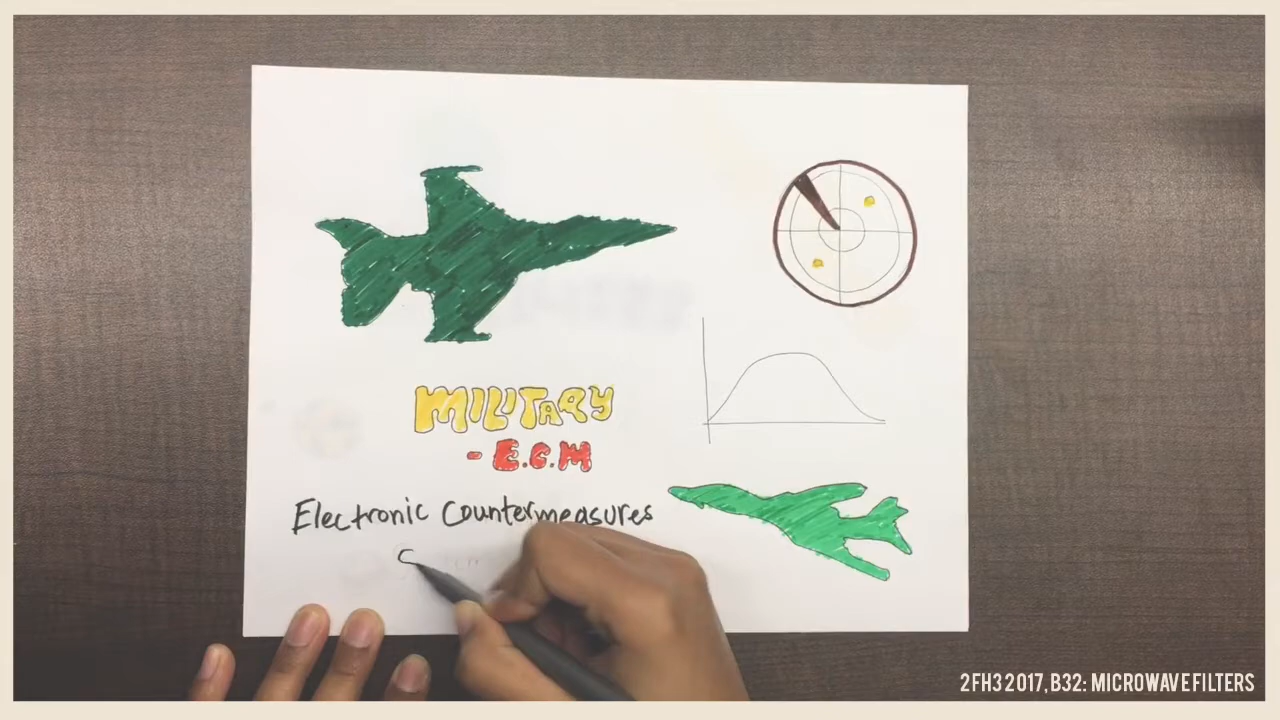 MILITARY
- E.C.M
Electronic Countermeasures
2FH3 2017, B32: MICROWAVE FILTERS